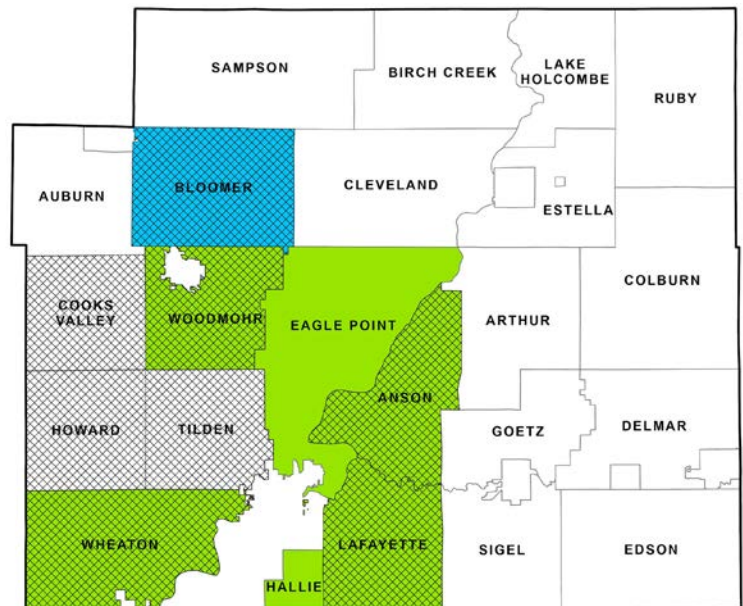 SAMPSON
BIRCH CREEK
LAKE
HOLCOMBE
RUBY
AUBURN
BLOOMER
CLEVELAND
ESTELLA
COOKS
VALLEY
WOODMOHR
EAGLE POINT
ARTHUR
COLBURN
HOWARD
TILDEN
ANSON
GOETZ
DELMAR
WHEATON
HALLIE
LAFAYETTE
SIGEL
EDSON